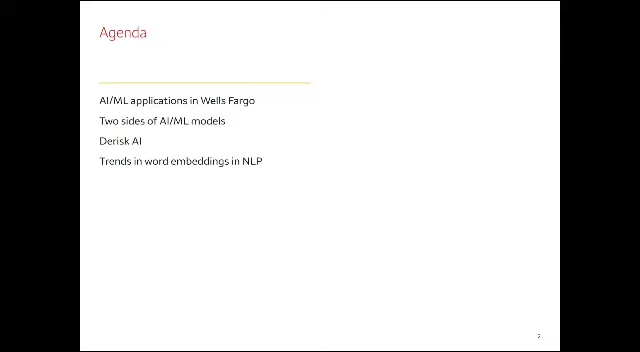 Agenda
AI/ML applications in Wells Fargo
Two sides of AI/ML models
Derisk AI
Trends in word embeddings in NLP
2